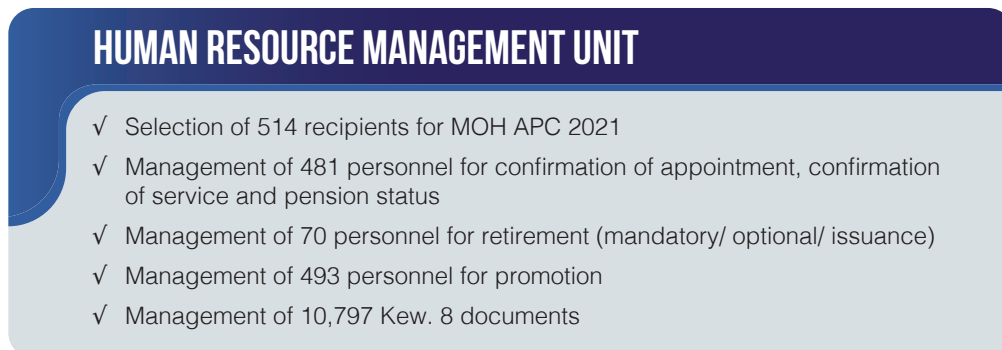 HUMAN RESOURCE MANAGEMENT UNIT
√ Selection of 514 recipients for MOH APC 2021
√ Management of 481 personnel for confirmation of appointment, confirmation
of service and pension status
√ Management of 70 personnel for retirement (mandatory/ optional/ issuance)
√ Management of 493 personnel for promotion
√ Management of 10,797 Kew. 8 documents